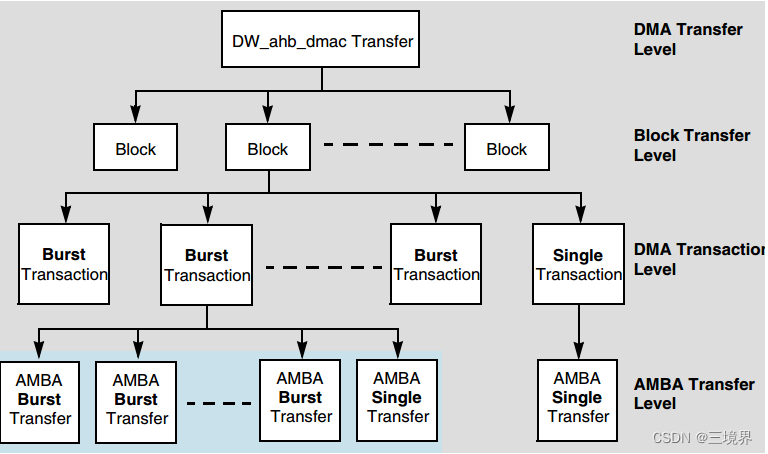 DW_ahb_dmac Transfer
DMA Transfer
Level
Block
Block
Block
Block Transfer
Level
Burst
Transaction
Burst
Transaction
Burst
Transaction
Single
Transaction
DMA Transaction
Level
AMBA
Burst
Transfer
AMBA
Burst
Transfer
AMBA
Burst
Transfer
AMBA
Single
Transfer
AMBA
Single
Transfer
AMBA Transfer
Level
CSDN @三境界